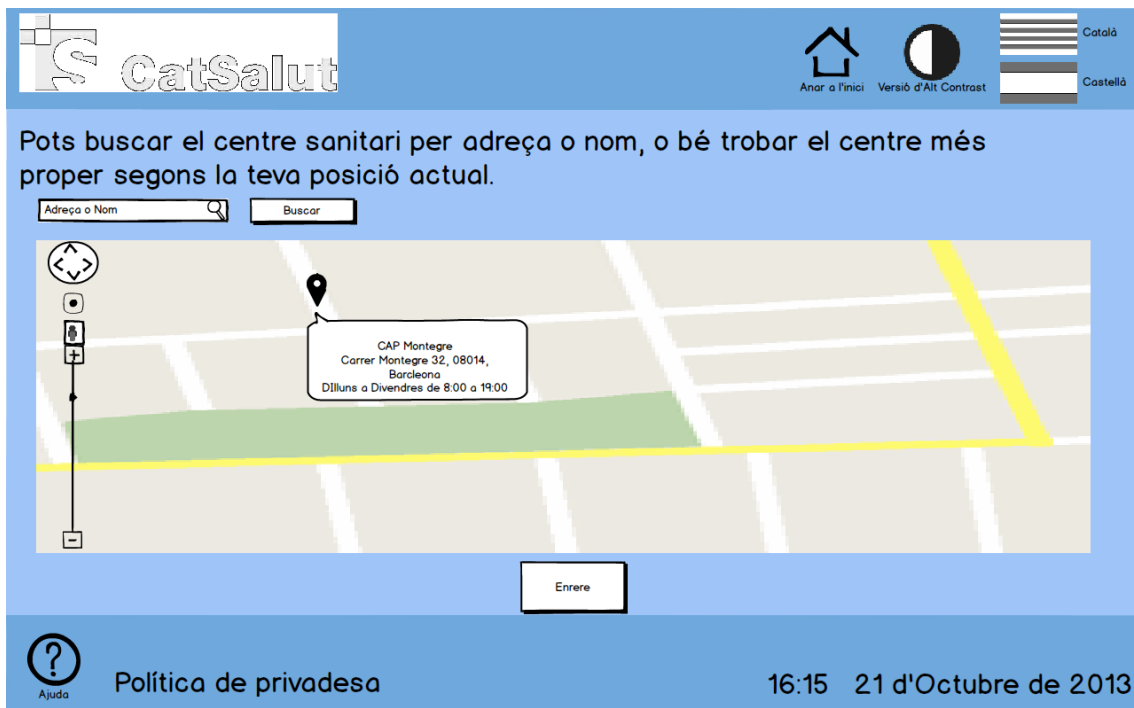 CatSalut
Anar a l'inici
Versió d'Alt Contrast
Català
Castellà
Pots buscar el centre sanitari per adreça o nom, o bé trobar el centre més
proper segons la teva posició actual.
Adreça o Nom
Buscar
CAP Montegre
Carrer Montegre 32, 08014,
Barcleona
DIlluns a Divendres de 8:00 a 19:00
Enrere
Ajuda
Política de privadesa
16:15 21 d'Octubre de 2013